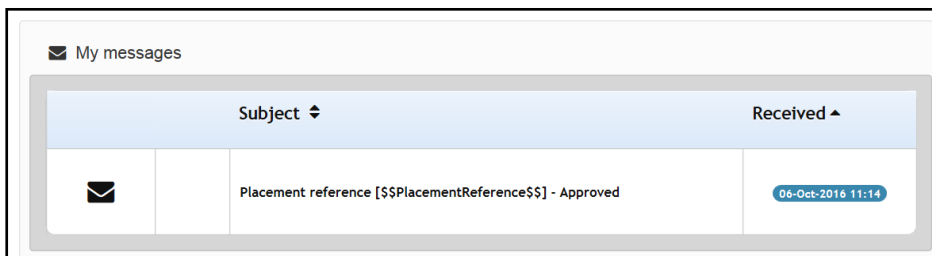 My messages
Subject Received
Placement reference [$$PlacementReference$$] - Approved 06-Oct-2016 11:14